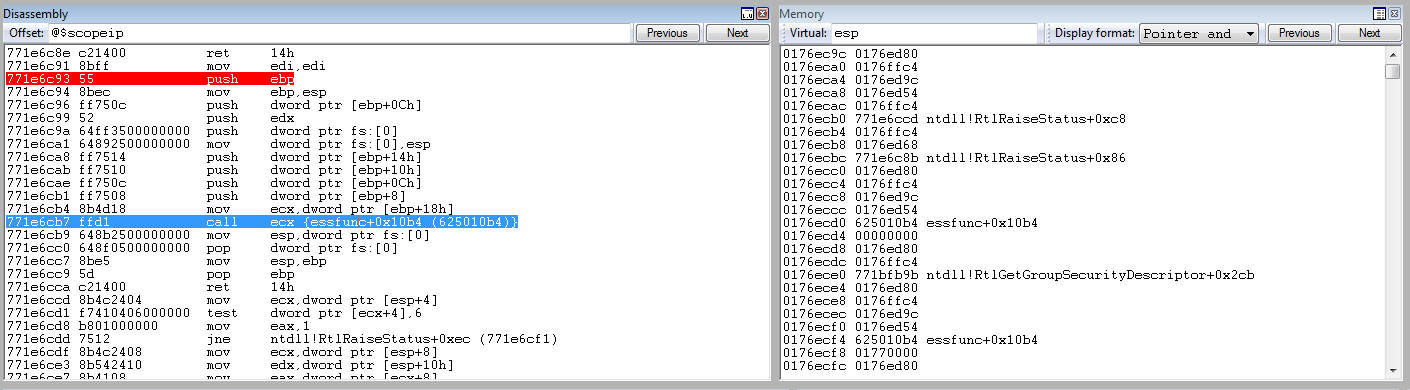 Disassembly
Offset: @$scopeip Previous Next
771e6c8e c21400 ret 14h
771e6c91 8bff mov edi,edi
771e6c93 55 push ebp
771e6c94 8bec mov ebp,esp
771e6c96 ff750c push dword ptr [ebp+0Ch]
771e6c99 52 push edx
771e6c9a 64ff3500000000 push dword ptr fs:[0]
771e6ca1 64892500000000 mov dword ptr fs:[0],esp
771e6ca8 ff7514 push dword ptr [ebp+14h]
771e6cab ff7510 push dword ptr [ebp+10h]
771e6cae ff750c push dword ptr [ebp+0Ch]
771e6cb1 ff7508 push dword ptr [ebp+8]
771e6cb4 8b4d18 mov ecx,dword ptr [ebp+18h]
771e6cb7 ffd1 call ecx {essfunc+0x10b4 (625010b4)}
771e6cb9 648b2500000000 mov esp,dword ptr fs:[0]
771e6cc0 648f0500000000 pop dword ptr fs:[0]
771e6cc7 8be5 mov esp,ebp
771e6cc9 5d pop ebp
771e6cca c21400 ret 14h
771e6ccd 8b4c2404 mov ecx,dword ptr [esp+4]
771e6cd1 f7410406000000 test dword ptr [ecx+4],6
771e6cd8 b801000000 mov eax,1
771e6cdd 7512 jne ntdll!RtlRaiseStatus+0xec (771e6cf1)
771e6cdf 8b4c2408 mov ecx,dword ptr [esp+8]
771e6ce3 8b542410 mov edx,dword ptr [esp+10h]
771e6ce7 8b4108 mov eax,dword ptr [ecx+8]
Memory
Virtual: esp Display format: Pointer and Previous Next
0176ec9c 0176ed80
0176eca0 0176ffc4
0176eca4 0176ed9c
0176eca8 0176ed54
0176ecac 0176ffc4
0176ecb0 771e6ccd ntdll!RtlRaiseStatus+0xc8
0176ecb4 0176ffc4
0176ecb8 0176ed68
0176ecbc 771e6c8b ntdll!RtlRaiseStatus+0x86
0176ecc0 0176ed80
0176ecc4 0176ffc4
0176ecc8 0176ed9c
0176eccc 0176ed54
0176ecd0 625010b4 essfunc+0x10b4
0176ecd4 00000000
0176ecd8 0176ed80
0176ecdc 0176ffc4
0176ece0 771bfb9b ntdll!RtlGetGroupSecurityDescriptor+0x2cb
0176ece4 0176ed80
0176ece8 0176ffc4
0176ecec 0176ed9c
0176ecf0 0176ed54
0176ecf4 625010b4 essfunc+0x10b4
0176ecf8 01770000
0176ecfc 0176ed80